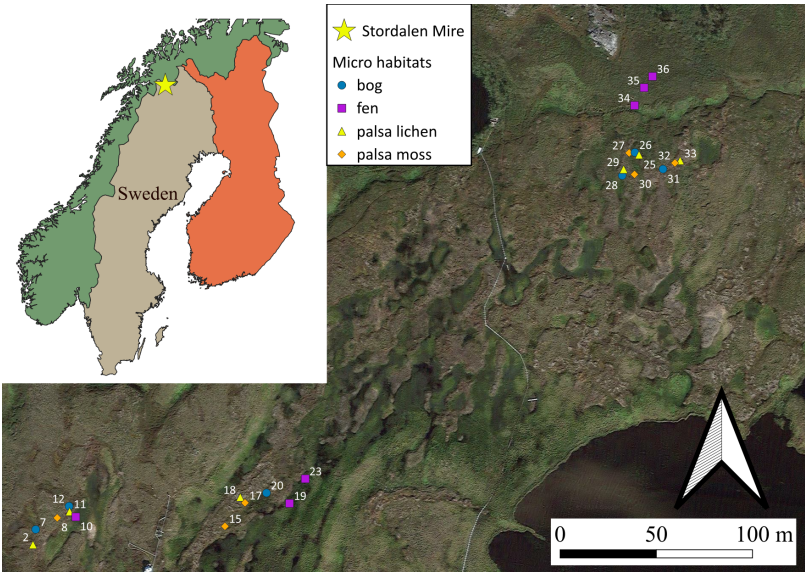 Stordalen Mire
Micro habitats
bog
fen
palsa lichen
palsa moss
Sweden
36
35
34
27 26
32 33
29 25
28 30 31
23
18 17 20
19
15
12 11
7
8 10
2
0 50 100 m